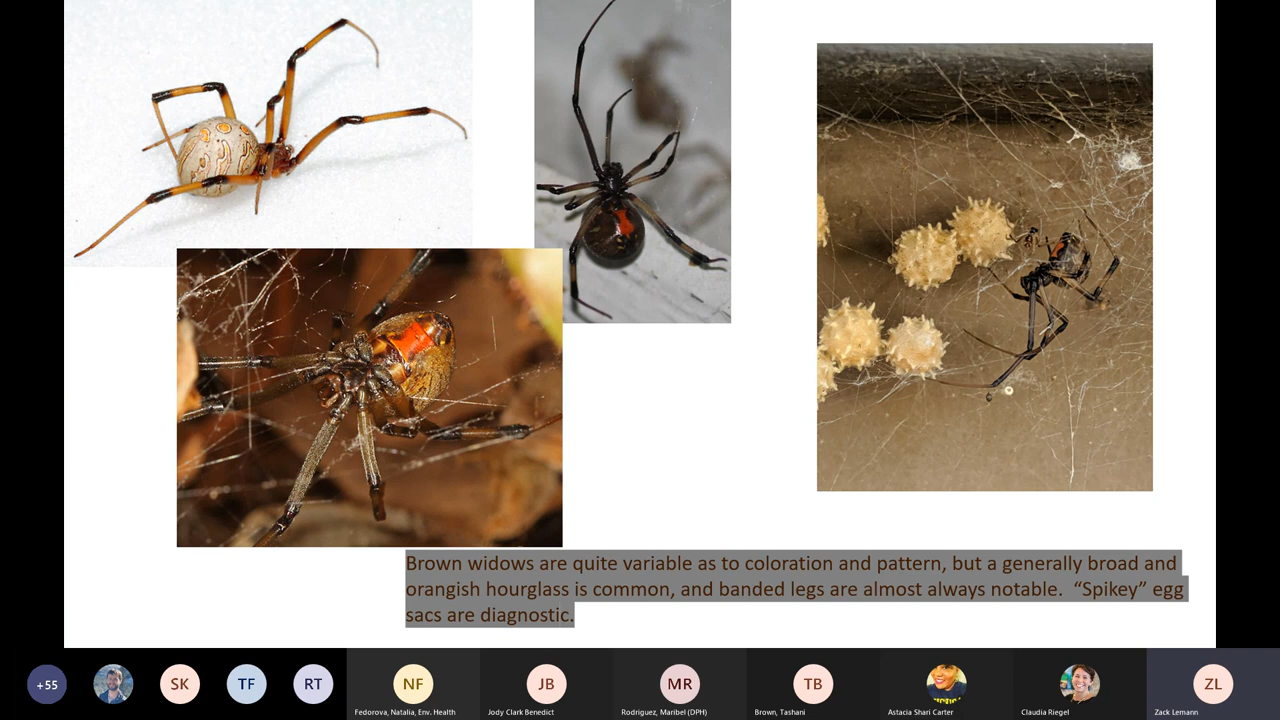 Brown widows are quite variable as to coloration and pattern, but a generally broad and
orangish hourglass is common, and banded legs are almost always notable.  “Spikey” egg
sacs are diagnostic.
+55
SK
TF
RT
NF
JB
MR
TB
ZL
Fedorova, Natalia, Env. Health
Jody Clark Benedict
Rodriguez, Maribel (DPH)
Brown, Tashani
Astacia Shari Carter
Claudia Riegel
Zack Lemann